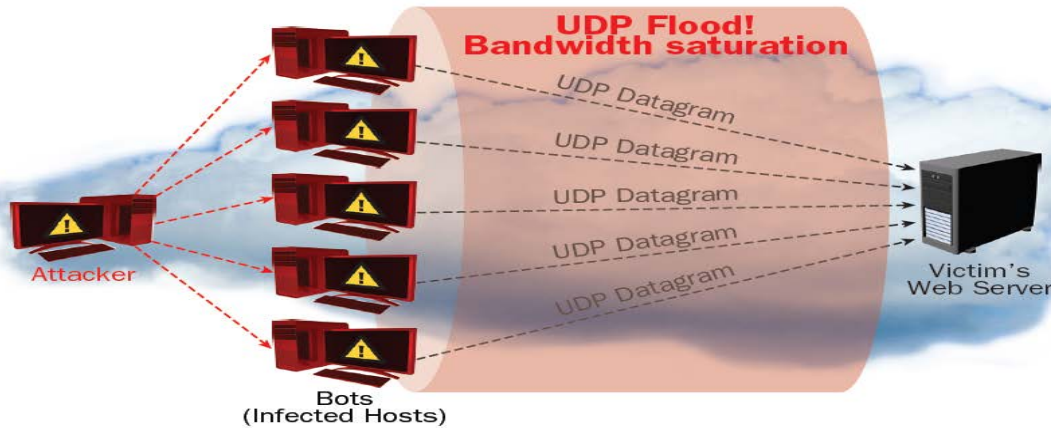 UDP Flood!
Bandwidth saturation
UDP Datagram
UDP Datagram
UDP Datagram
UDP Datagram
UDP Datagram
Attacker
Victim's
Web Server
Bots
(Infected Hosts)